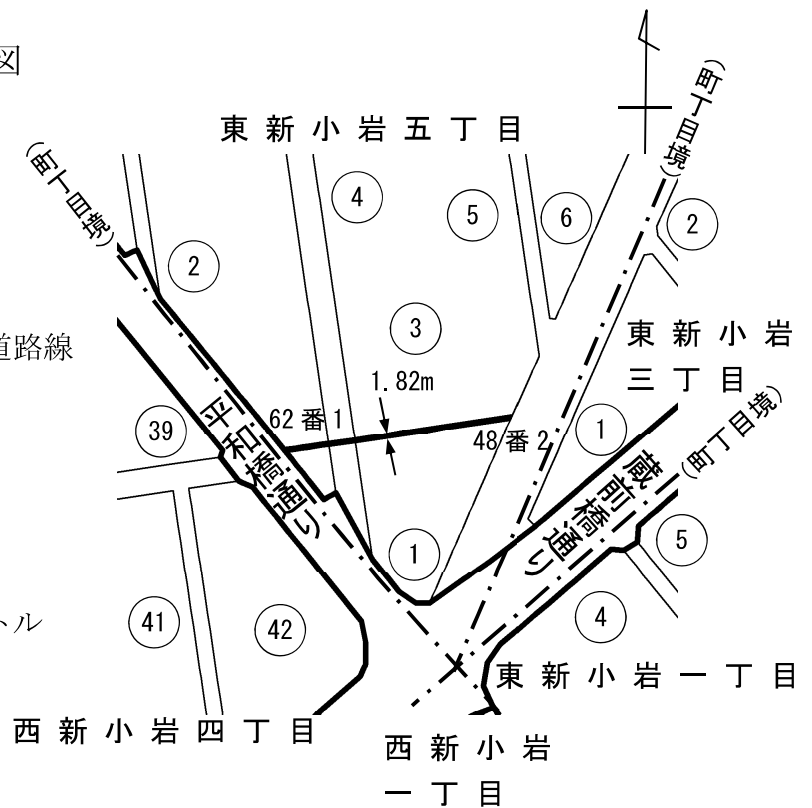 図
東新小岩五丁目
(町丁目境)
(町丁目境)
4
5
6
2
2
3
道路線
東新小岩
三丁目
1.82m
62番1
48番2
(町丁目境)
39
1
平和橋通り
蔵前橋通り
1
5
トル
41
42
4
東新小岩一丁目
西新小岩四丁目
西新小岩
一丁目